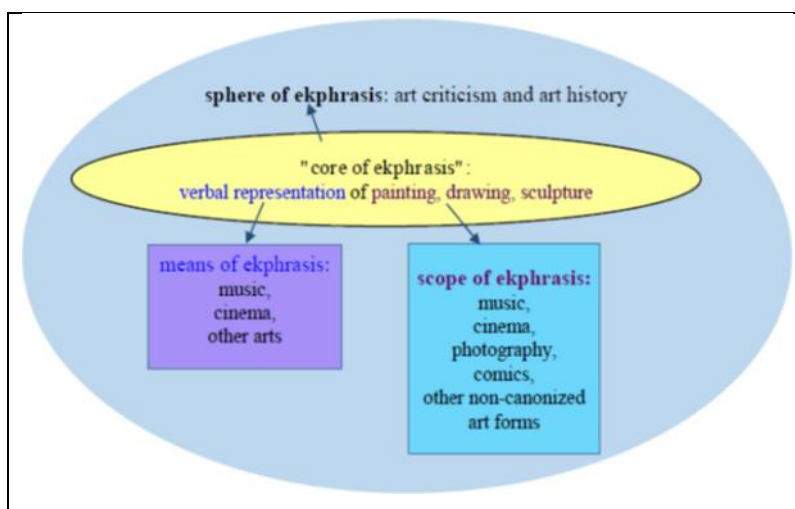 sphere of ekphrasis: art criticism and art history
"core of ekphrasis":
verbal representation of painting, drawing, sculpture
means of ekphrasis:
music,
cinema,
other arts
scope of ekphrasis:
music,
cinema,
photography,
comics,
other non-canonized
art forms